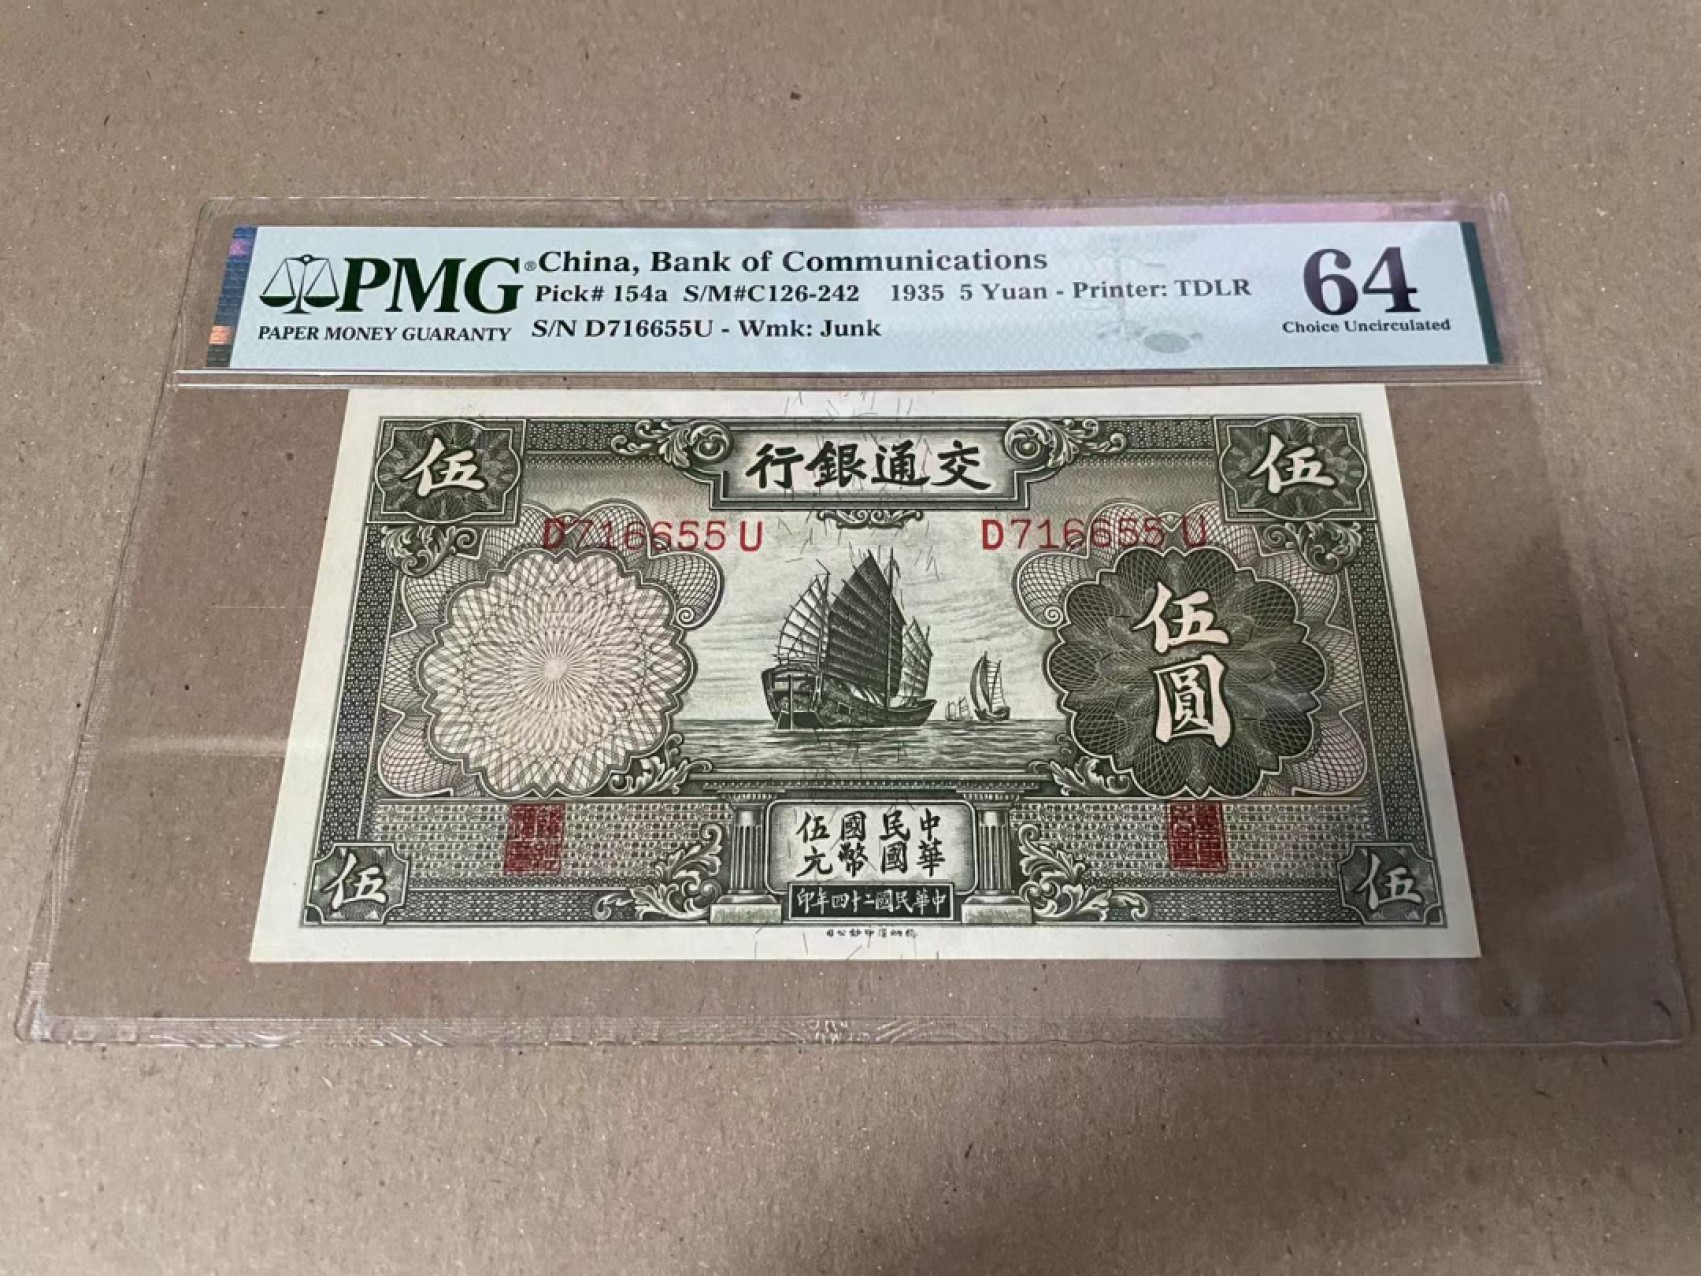 PMG®
PAPER MONEY GUARANTY
China, Bank of Communications
Pick# 154a S/M#C126-242 1935 5 Yuan - Printer: TDLR
S/N D716655U - Wmk: Junk
64
Choice Uncirculated
伍
行銀通交
伍
D716655U
D716655U
伍圓
中華民國國幣伍元
印年四十二國民華中
伍
伍